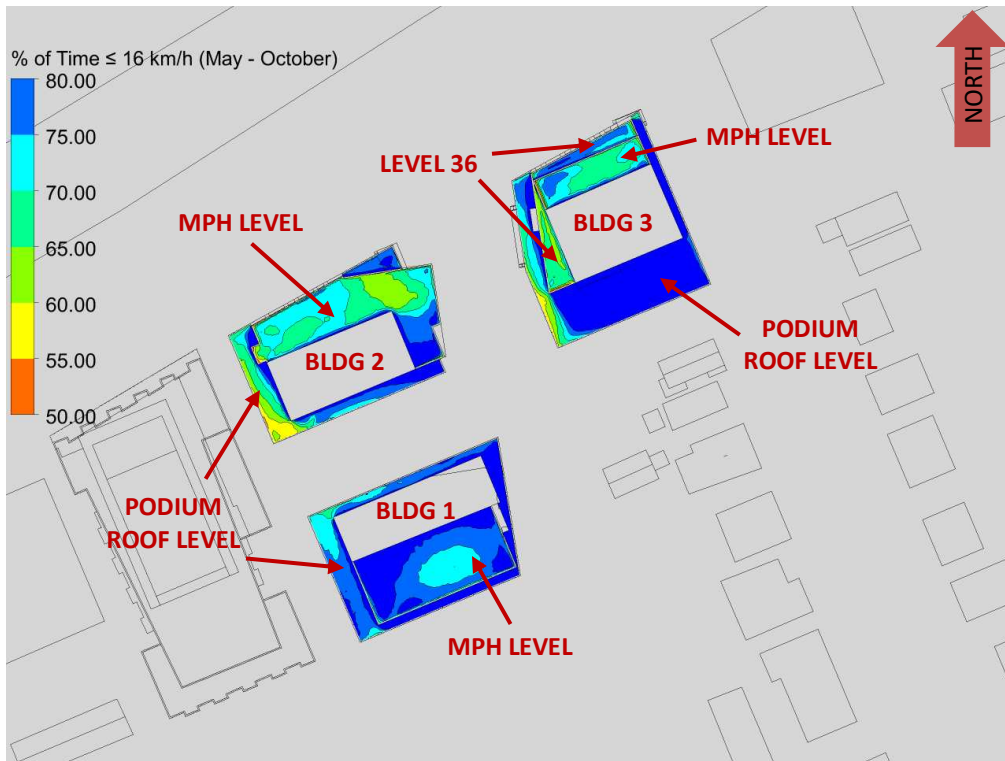 % of Time ≤ 16 km/h (May - October)
80.00
75.00
70.00
65.00
60.00
55.00
50.00
NORTH
LEVEL 36
MPH LEVEL
BLDG 3
MPH LEVEL
BLDG 2
PODIUM
ROOF LEVEL
PODIUM
ROOF LEVEL
BLDG 1
MPH LEVEL